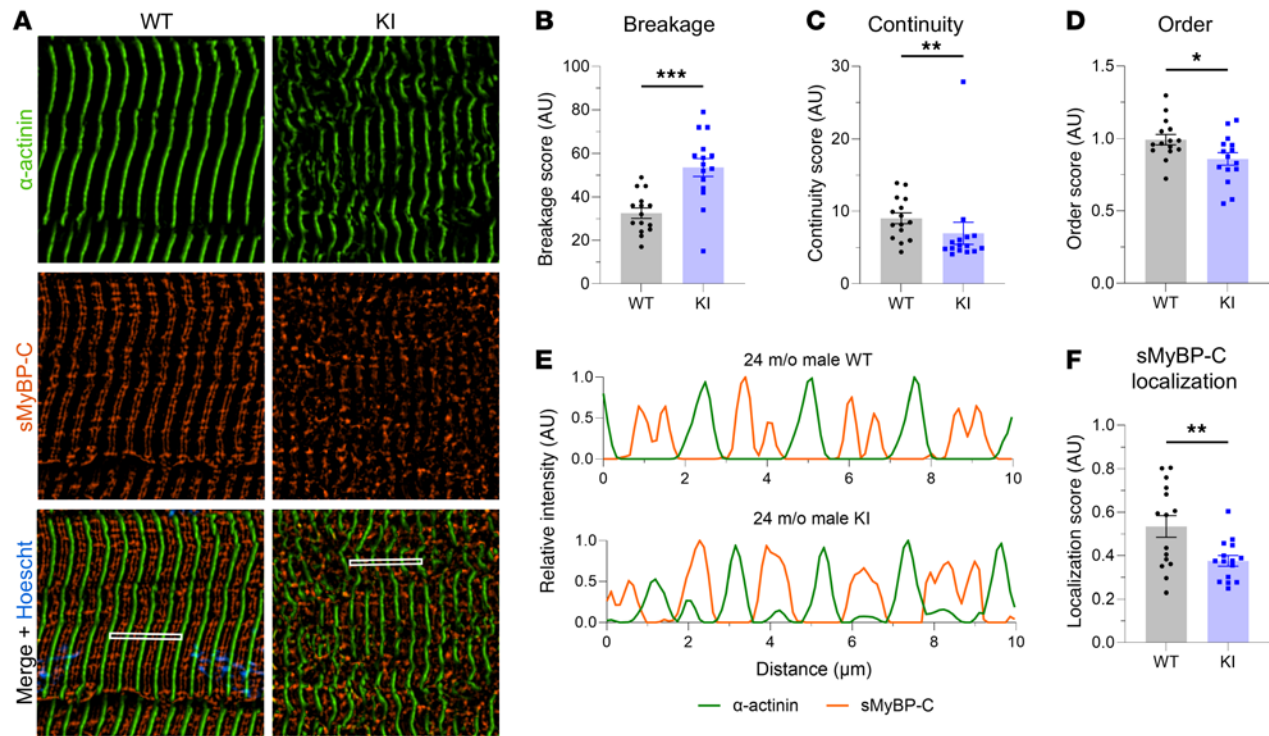 A
WT
KI
α-actinin
sMyBP-C
Merge + Hoescht
B
Breakage
***
Breakage score (AU)
100
80
60
40
20
0
WT
KI
C
Continuity
**
Continuity score (AU)
30
20
10
0
WT
KI
D
Order
*
Order score (AU)
1.5
1.0
0.5
0.0
WT
KI
E
24 m/o male WT
Relative intensity (AU)
1.0
0.5
0.0
0
2
4
6
8
10
24 m/o male KI
1.0
0.5
0.0
0
2
4
6
8
10
Distance (µm)
α-actinin
sMyBP-C
F
sMyBP-C
localization
**
Localization score (AU)
1.0
0.8
0.6
0.4
0.2
0.0
WT
KI